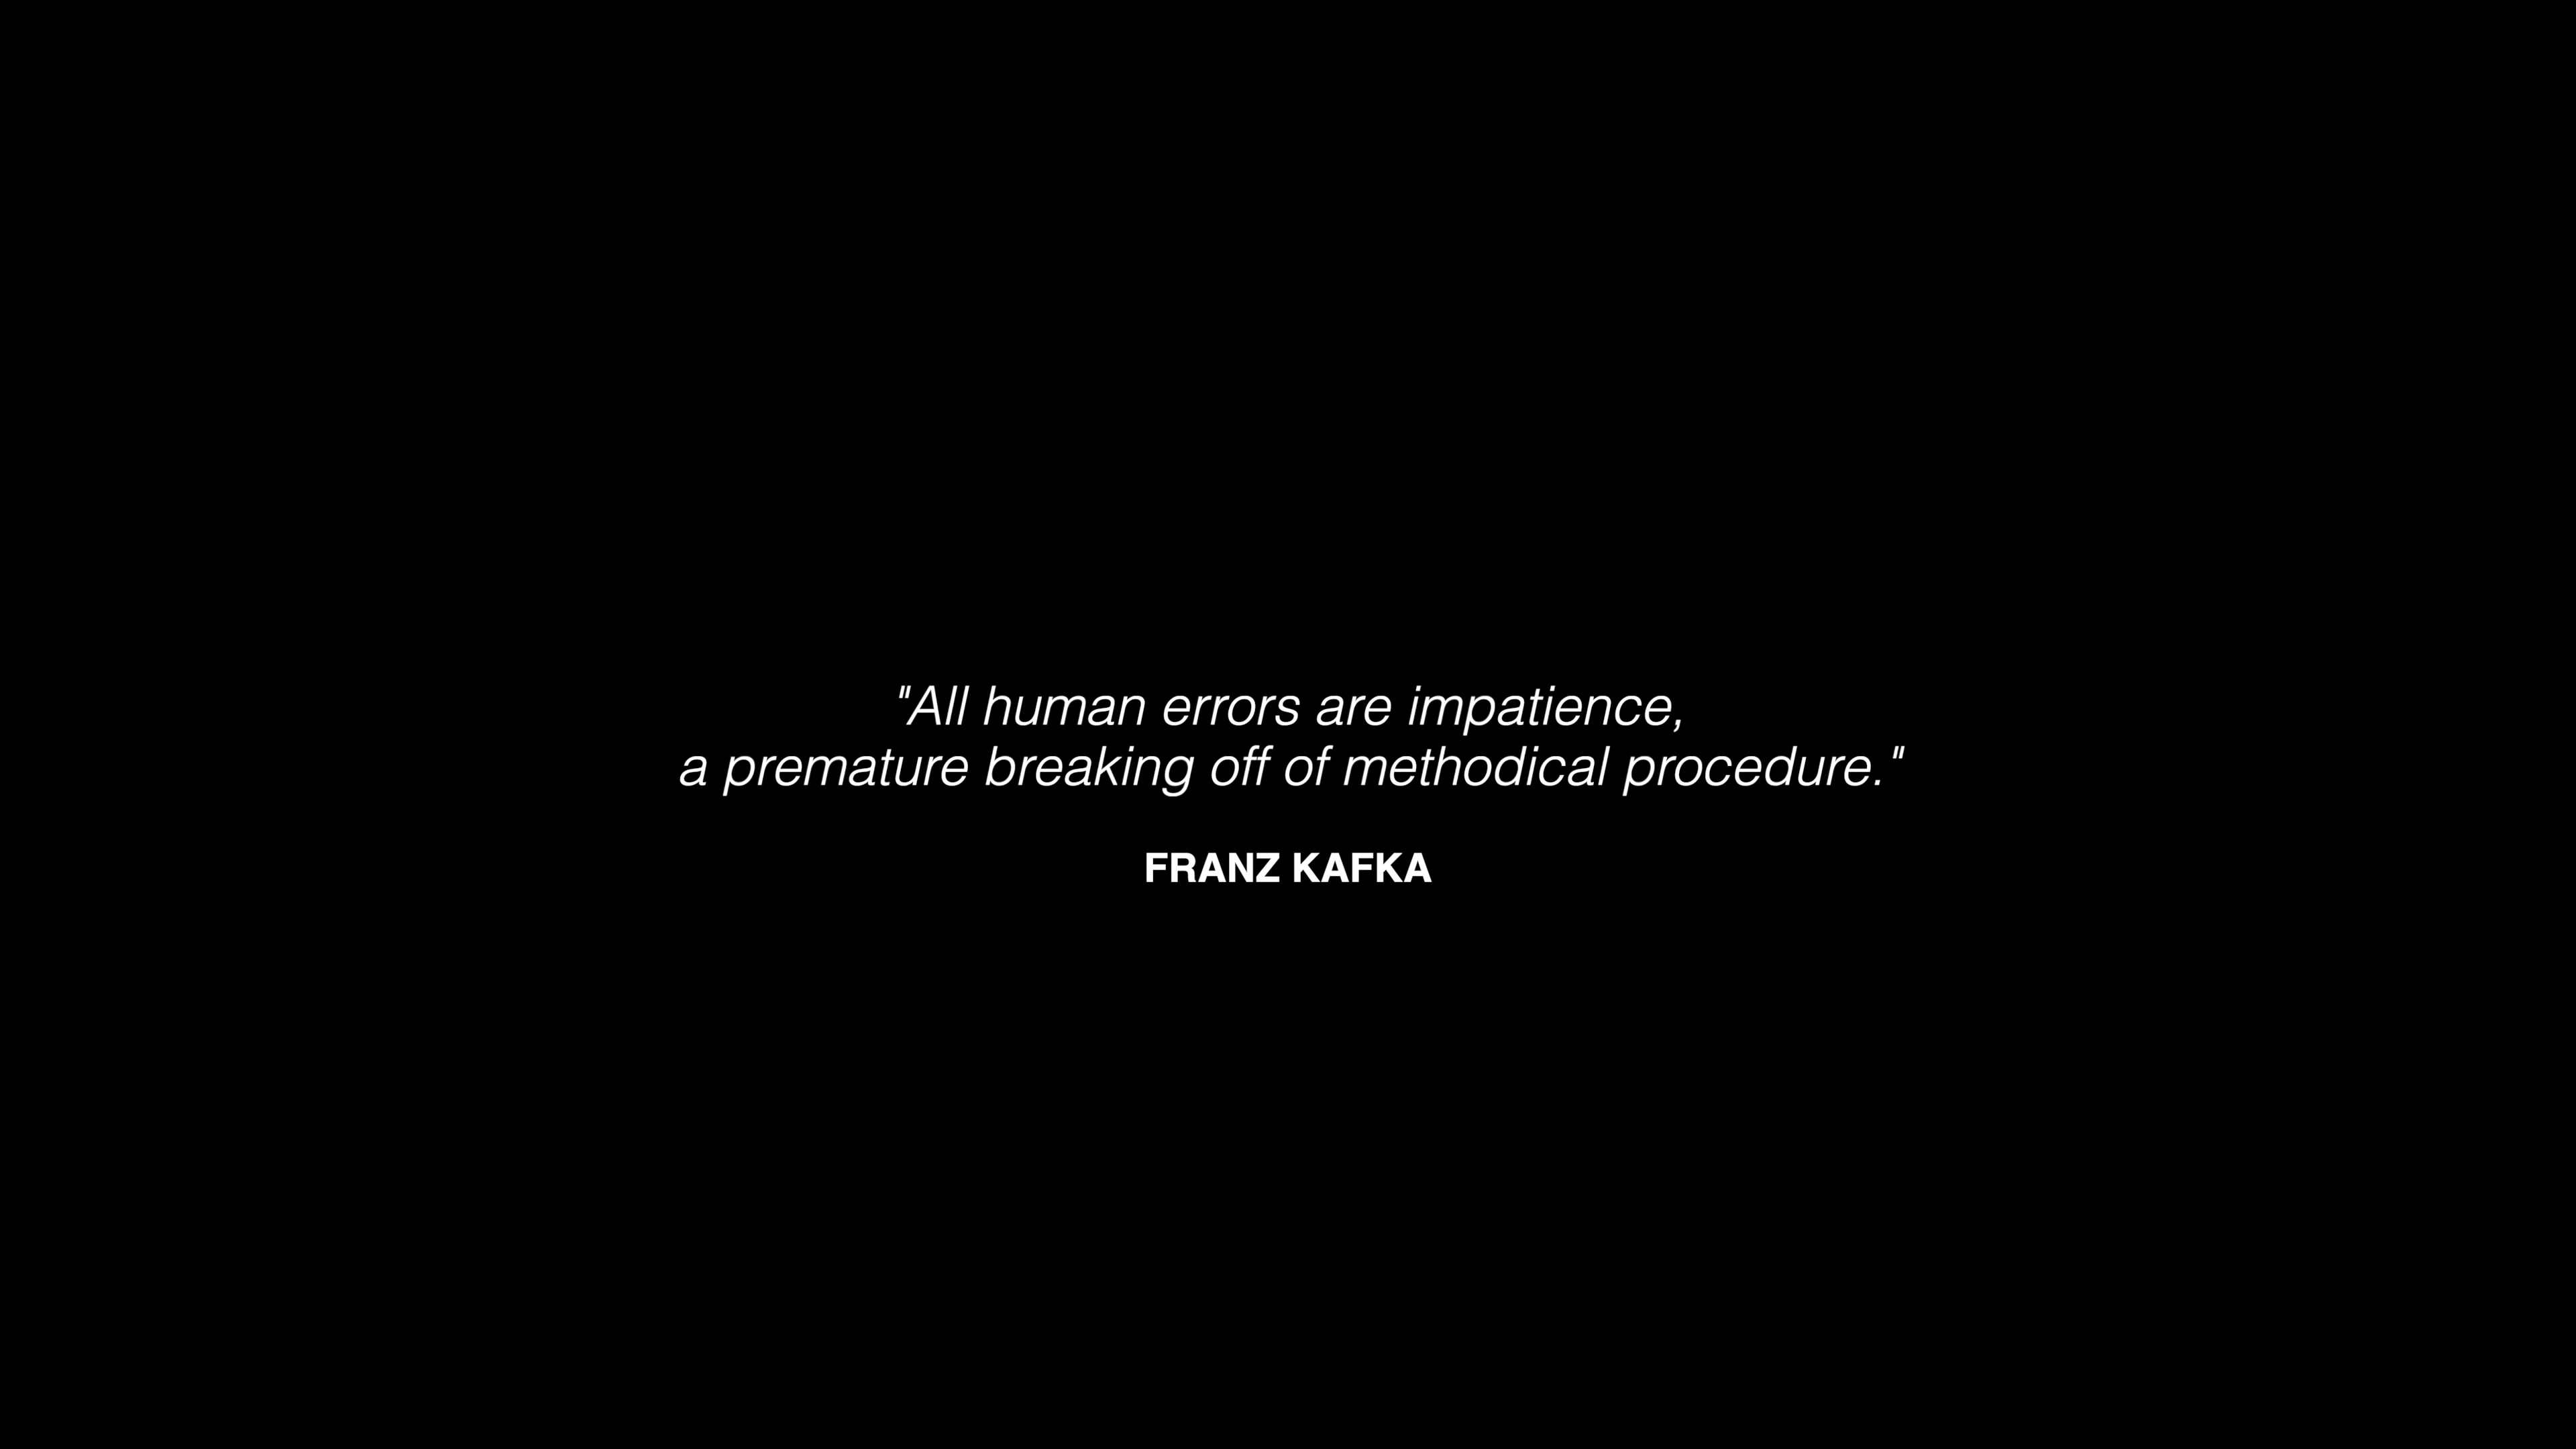 "All human errors are impatience,
a premature breaking off of methodical procedure."
FRANZ KAFKA